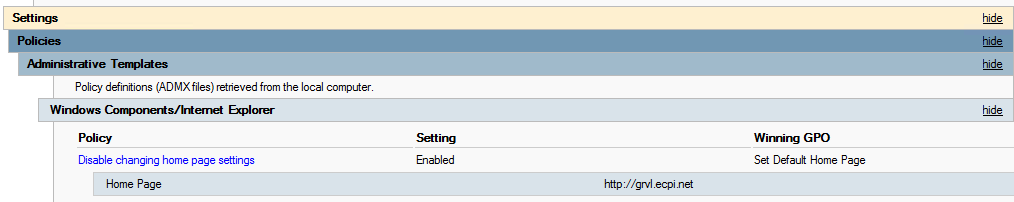 Settings hide
Policies hide
Administrative Templates hide
Policy definitions (ADMX files) retrieved from the local computer.
Windows Components/Internet Explorer hide
Policy Setting Winning GPO
Disable changing home page settings Enabled Set Default Home Page
Home Page http://grvl.ecpi.net